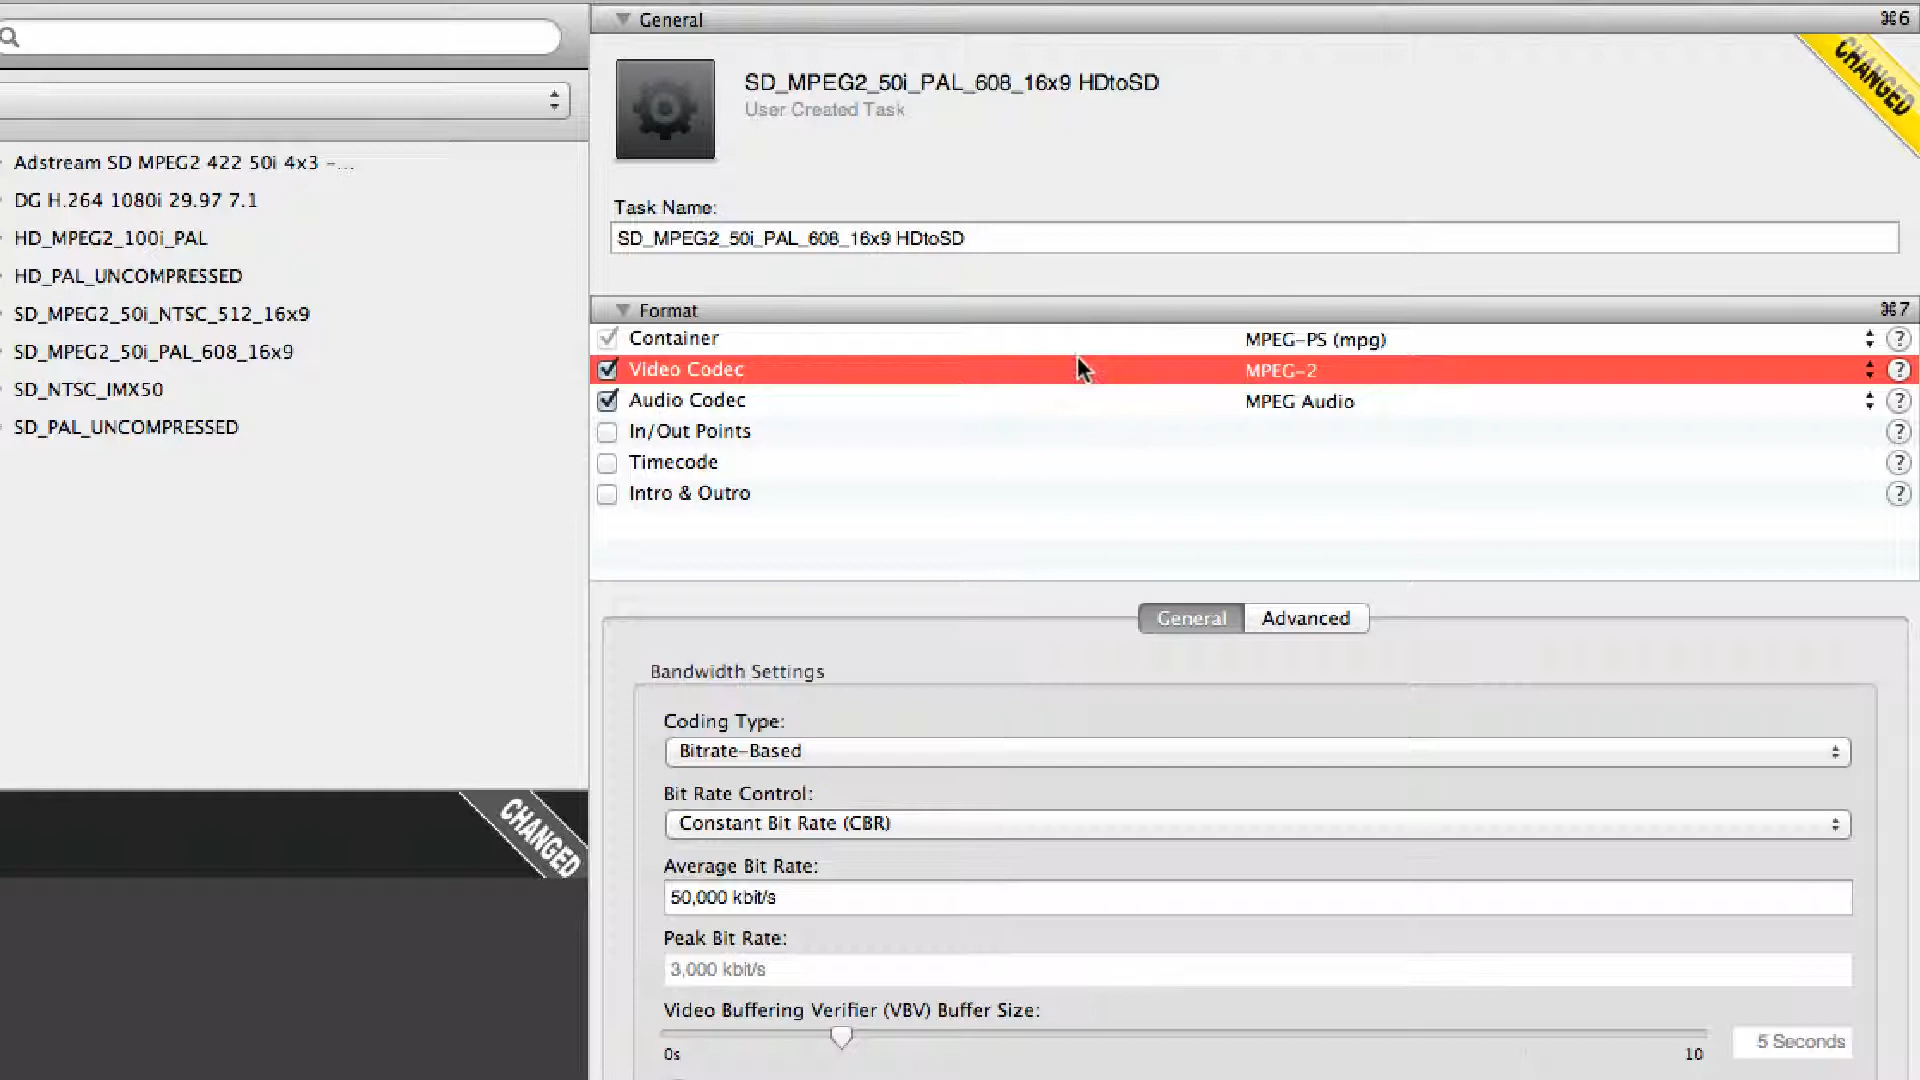 General
⌘6
CHANGED
SD_MPEG2_50i_PAL_608_16x9 HDtoSD
User Created Task
Adstream SD MPEG2 422 50i 4x3 –...
DG H.264 1080i 29.97 7.1
HD_MPEG2_100i_PAL
HD_PAL_UNCOMPRESSED
SD_MPEG2_50i_NTSC_512_16x9
SD_MPEG2_50i_PAL_608_16x9
SD_NTSC_IMX50
SD_PAL_UNCOMPRESSED
CHANGED
Task Name:
SD_MPEG2_50i_PAL_608_16x9 HDtoSD
Format
⌘7
Container MPEG-PS (mpg) ?
Video Codec MPEG-2 ?
Audio Codec MPEG Audio ?
In/Out Points ?
Timecode ?
Intro & Outro ?
General Advanced
Bandwidth Settings
Coding Type:
Bitrate-Based
Bit Rate Control:
Constant Bit Rate (CBR)
Average Bit Rate:
50,000 kbit/s
Peak Bit Rate:
3,000 kbit/s
Video Buffering Verifier (VBV) Buffer Size:
0s 10 5 Seconds